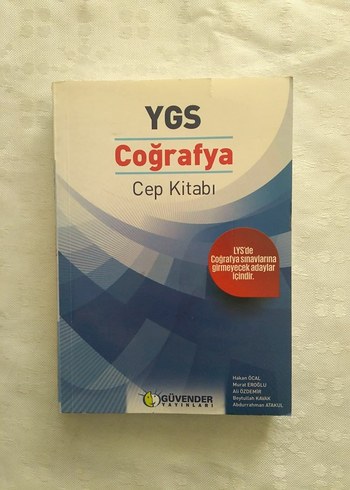 YGS
Coğrafya
Cep Kitabı
LYS'de
Coğrafya sınavlarına
girmeyecek adaylar
içindir.
Hakan ÖCAL
Murat EROĞLU
Ali ÖZDEMİR
Beytullah KAVAK
Abdurrahman ATAKUL
GÜVENDER
YAYINLARI